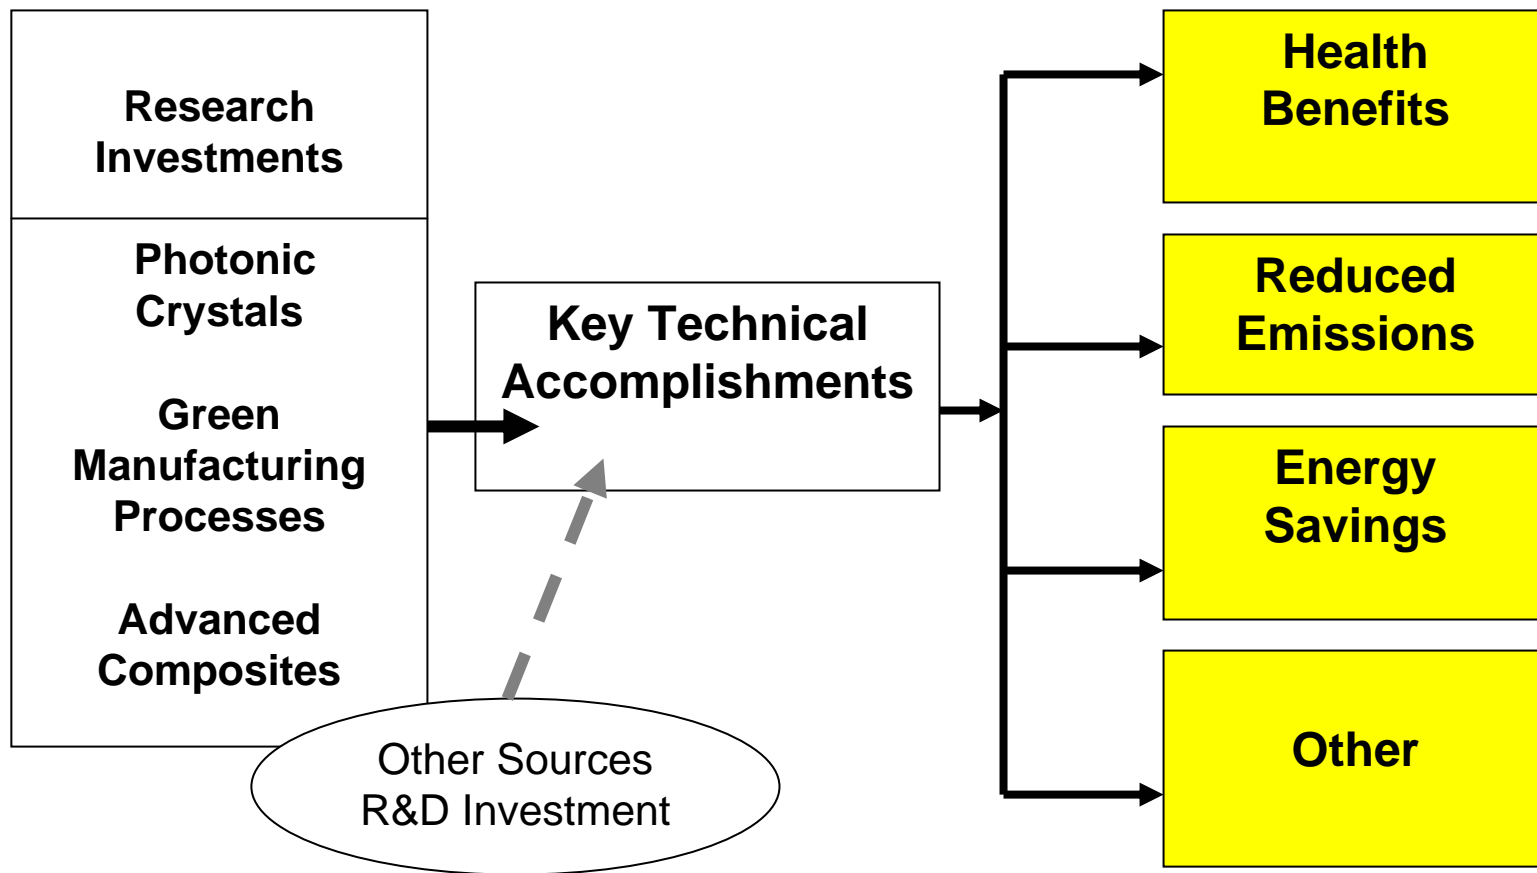 Research
Investments
Photonic
Crystals
Green
Manufacturing
Processes
Advanced
Composites
Other Sources
R&D Investment
Key Technical
Accomplishments
Health
Benefits
Reduced
Emissions
Energy
Savings
Other